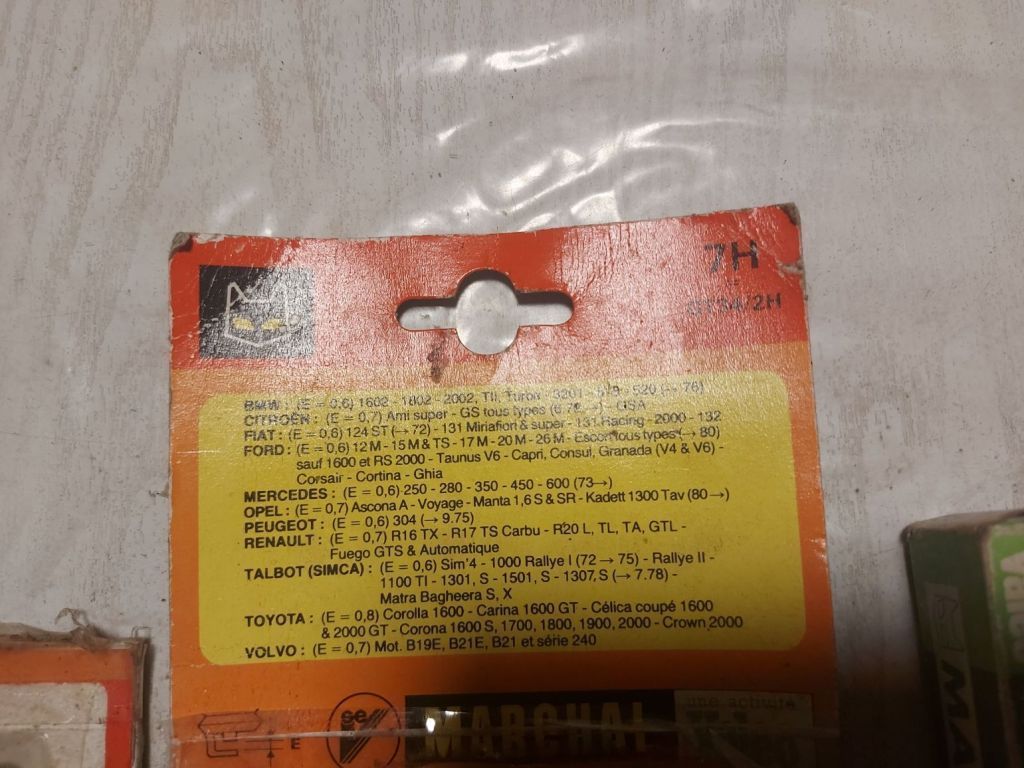 7H
GT34/2H
BMW : (E = 0,6) 1602 - 1802 - 2002, TII, Turbo - 3201 - 518 - 520 (→ 76)
CITROËN : (E = 0,7) Ami super - GS tous types → - GSA
FIAT : (E = 0,6) 124 ST (→ 72) - 131 Miriafiori & super - 131 Racing - 2000 - 132
FORD : (E = 0,6) 12 M - 15 M & TS - 17 M - 20 M - 26 M - Escort tous types (→ 80)
sauf 1600 et RS 2000 - Taunus V6 - Capri, Consul, Granada (V4 & V6) -
Corsair - Cortina - Ghia
MERCEDES : (E = 0,6) 250 - 280 - 350 - 450 - 600 (73→)
OPEL : (E = 0,7) Ascona A - Voyage - Manta 1,6 S & SR - Kadett 1300 Tav (80→)
PEUGEOT : (E = 0,6) 304 (→ 9.75)
RENAULT : (E = 0,7) R16 TX - R17 TS Carbu - R20 L, TL, TA, GTL -
Fuego GTS & Automatique
TALBOT (SIMCA) : (E = 0,6) Sim'4 - 1000 Rallye I (72 → 75) - Rallye II -
1100 TI - 1301, S - 1501, S - 1307,S (→ 7.78) -
Matra Bagheera S, X
TOYOTA : (E = 0,8) Corolla 1600 - Carina 1600 GT - Célica coupé 1600
& 2000 GT - Corona 1600 S, 1700, 1800, 1900, 2000 - Crown 2000
VOLVO : (E = 0,7) Mot. B19E, B21E, B21 et série 240
E
MARCHAL
une activité